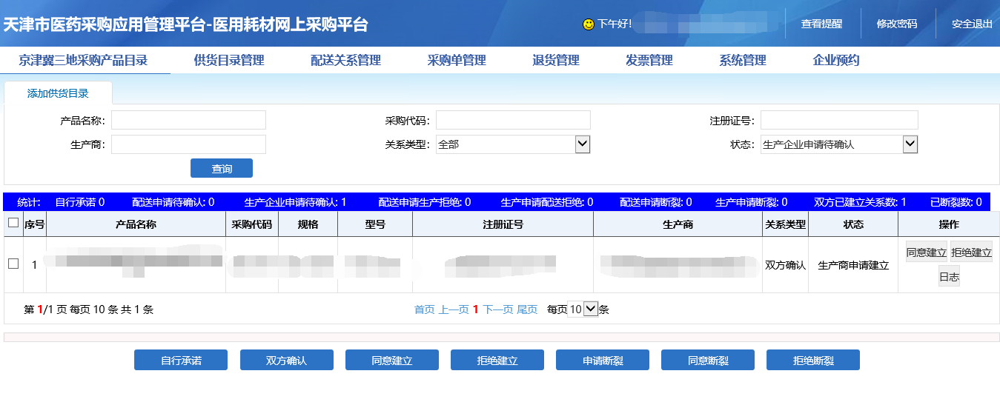 天津市医药采购应用管理平台-医用耗材网上采购平台
下午好!
查看提醒
修改密码
安全退出
京津冀三地采购产品目录 供货目录管理 配送关系管理 采购单管理 退货管理 发票管理 系统管理 企业预约
添加供货目录
产品名称: 采购代码: 注册证号:
生产商: 关系类型: 全部 状态: 生产企业申请待确认
查询
统计: 自行承诺 0 配送申请待确认: 0 生产企业申请待确认: 1 配送申请生产拒绝: 0 生产申请配送拒绝: 0 配送申请断裂: 0 生产申请断裂: 0 双方已建立关系数: 1 已断裂数: 0
序号 产品名称 采购代码 规格 型号 注册证号 生产商 关系类型 状态 操作
1 双方确认 生产商申请建立 同意建立 拒绝建立
日志
第 1/1 页 每页 10 条 共 1 条 首页 上一页 1 下一页 尾页 每页 10 条
自行承诺 双方确认 同意建立 拒绝建立 申请断裂 同意断裂 拒绝断裂